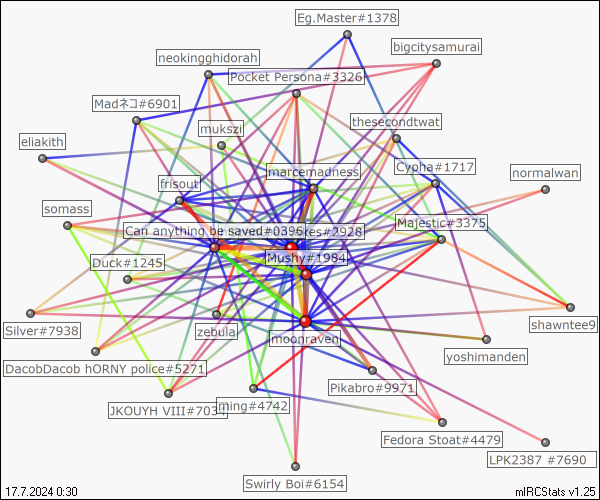 Eg.Master#1378
bigcitysamurai
neokingghidorah
Pocket Persona#3326
Madネコ#6901
thesecondtwat
mukszi
eliakith
marcemadness
Cypha#1717
normalwan
frisout
somass
Majestic#3375
Can anything be saved#0396
res#2928
Mushy#1984
Duck#1245
Silver#7938
zebula
shawntee9
moonraven
yoshimanden
DacobDacob hORNY police#5271
Pikabro#9971
JKOUYH VIII#7034
ming#4742
Fedora Stoat#4479
LPK2387 #7690
Swirly Boi#6154
17.7.2024 0:30
mIRCStats v1.25